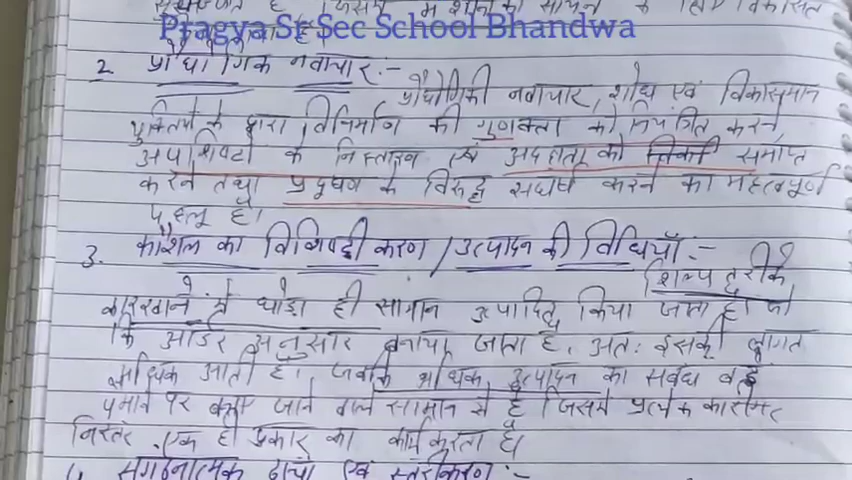 Pragya Sr Sec School Bhandwa
2. प्रौद्योगिक नवाचार:-
प्रौद्योगिकी नवाचार, शोध एवं विकासमान
युक्तियों के द्वारा विनिर्माण की गुणवत्ता को नियंत्रित करने,
अपशिष्टों के निस्तारण एवं अदक्षता को समाप्त
करने तथा प्रदूषण के विरुद्ध संघर्ष करने का महत्वपूर्ण
पहलू है।
3. कौशल का विशिष्टीकरण / उत्पादन की विधियाँ:-
शिल्प तरीके
कारखाने में थोड़ा ही सामान उत्पादित किया जाता है। जो
कि आर्डर अनुसार बनाया जाता है, अतः इसकी लागत
अधिक आती है। जबकि अधिक उत्पादन का संबंध बड़े
पैमाने पर बनाए जाने वाले सामान से है जिसमें प्रत्येक कारीगर
निरंतर एक ही प्रकार का कार्य करता है।
संगठनात्मक ढांचा एवं स्तरीकरण:-